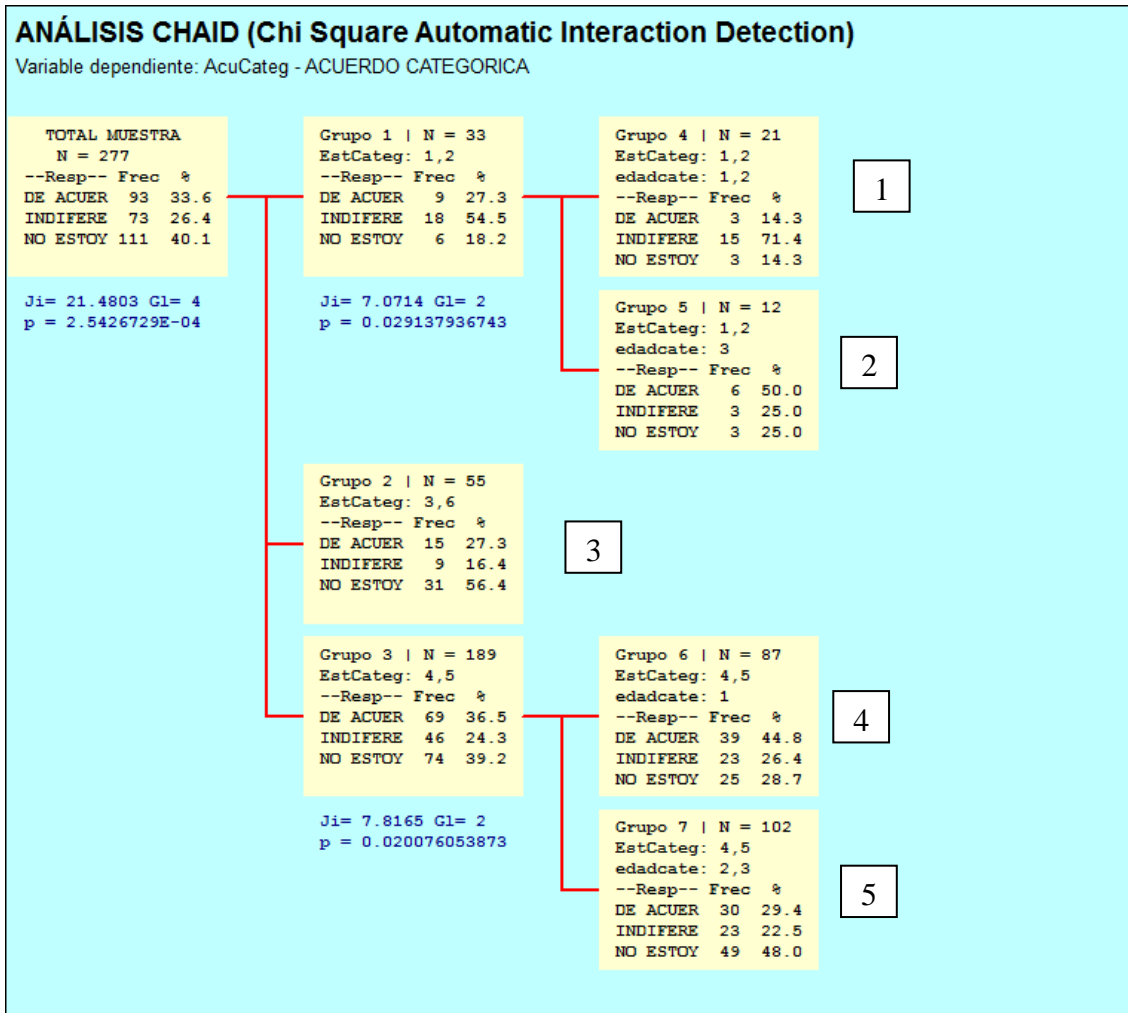 ANÁLISIS CHAID (Chi Square Automatic Interaction Detection)
Variable dependiente: AcuCateg - ACUERDO CATEGORICA
TOTAL MUESTRA
N = 277
--Resp-- Frec %
DE ACUER 93 33.6
INDIFERE 73 26.4
NO ESTOY 111 40.1
Ji= 21.4803 Gl= 4
p = 2.5426729E-04
Grupo 1 | N = 33
EstCateg: 1,2
--Resp-- Frec %
DE ACUER 9 27.3
INDIFERE 18 54.5
NO ESTOY 6 18.2
Ji= 7.0714 Gl= 2
p = 0.029137936743
Grupo 4 | N = 21
EstCateg: 1,2
edadcate: 1,2
--Resp-- Frec %
DE ACUER 3 14.3
INDIFERE 15 71.4
NO ESTOY 3 14.3
1
Grupo 5 | N = 12
EstCateg: 1,2
edadcate: 3
--Resp-- Frec %
DE ACUER 6 50.0
INDIFERE 3 25.0
NO ESTOY 3 25.0
2
Grupo 2 | N = 55
EstCateg: 3,6
--Resp-- Frec %
DE ACUER 15 27.3
INDIFERE 9 16.4
NO ESTOY 31 56.4
3
Grupo 3 | N = 189
EstCateg: 4,5
--Resp-- Frec %
DE ACUER 69 36.5
INDIFERE 46 24.3
NO ESTOY 74 39.2
Ji= 7.8165 Gl= 2
p = 0.020076053873
Grupo 6 | N = 87
EstCateg: 4,5
edadcate: 1
--Resp-- Frec %
DE ACUER 39 44.8
INDIFERE 23 26.4
NO ESTOY 25 28.7
4
Grupo 7 | N = 102
EstCateg: 4,5
edadcate: 2,3
--Resp-- Frec %
DE ACUER 30 29.4
INDIFERE 23 22.5
NO ESTOY 49 48.0
5